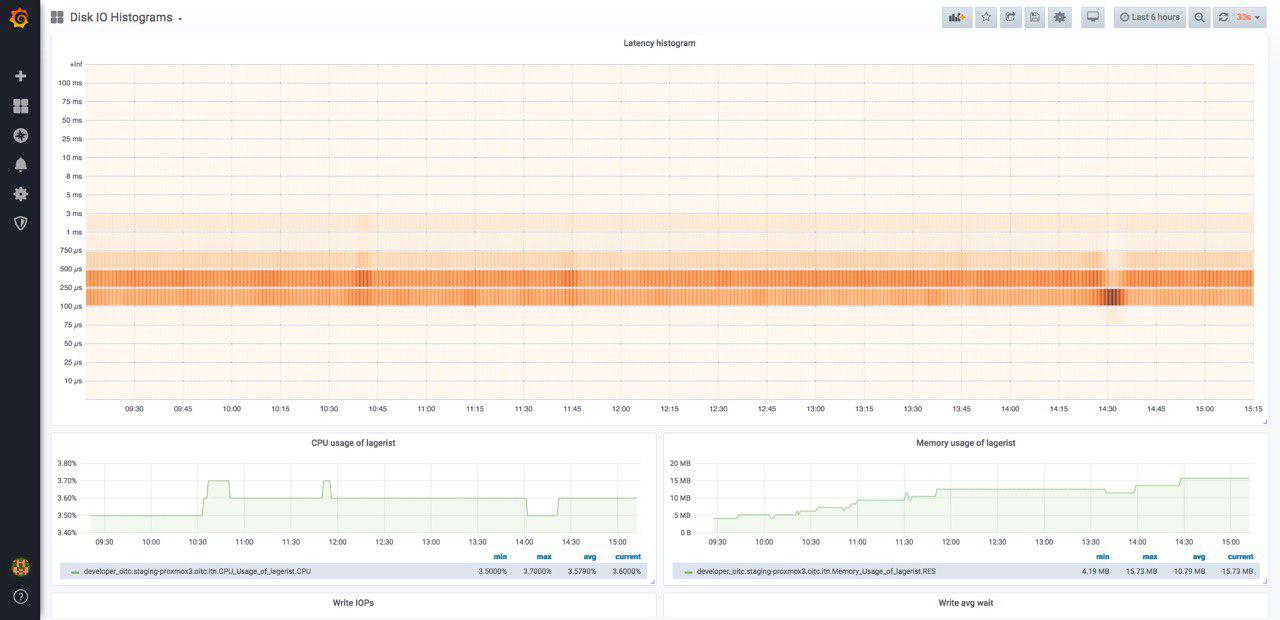 Disk IO Histograms
Last 6 hours
30s
Latency histogram
+Inf
100 ms
75 ms
50 ms
25 ms
10 ms
8 ms
5 ms
3 ms
1 ms
750 µs
500 µs
250 µs
100 µs
75 µs
50 µs
25 µs
10 µs
09:30 09:45 10:00 10:15 10:30 10:45 11:00 11:15 11:30 11:45 12:00 12:15 12:30 12:45 13:00 13:15 13:30 13:45 14:00 14:15 14:30 14:45 15:00 15:15
CPU usage of lagerist
3.80%
3.70%
3.60%
3.50%
3.40%
09:30 10:00 10:30 11:00 11:30 12:00 12:30 13:00 13:30 14:00 14:30 15:00
min max avg current
developer_oitc.staging-proxmox3.oitc.itn.CPU_Usage_of_lagerist.CPU 3.5000% 3.7000% 3.5790% 3.6000%
Memory usage of lagerist
20 MB
15 MB
10 MB
5 MB
0 B
09:30 10:00 10:30 11:00 11:30 12:00 12:30 13:00 13:30 14:00 14:30 15:00
min max avg current
developer_oitc.staging-proxmox3.oitc.itn.Memory_Usage_of_lagerist.RES 4.19 MB 15.73 MB 10.79 MB 15.73 MB
Write IOPs
Write avg wait